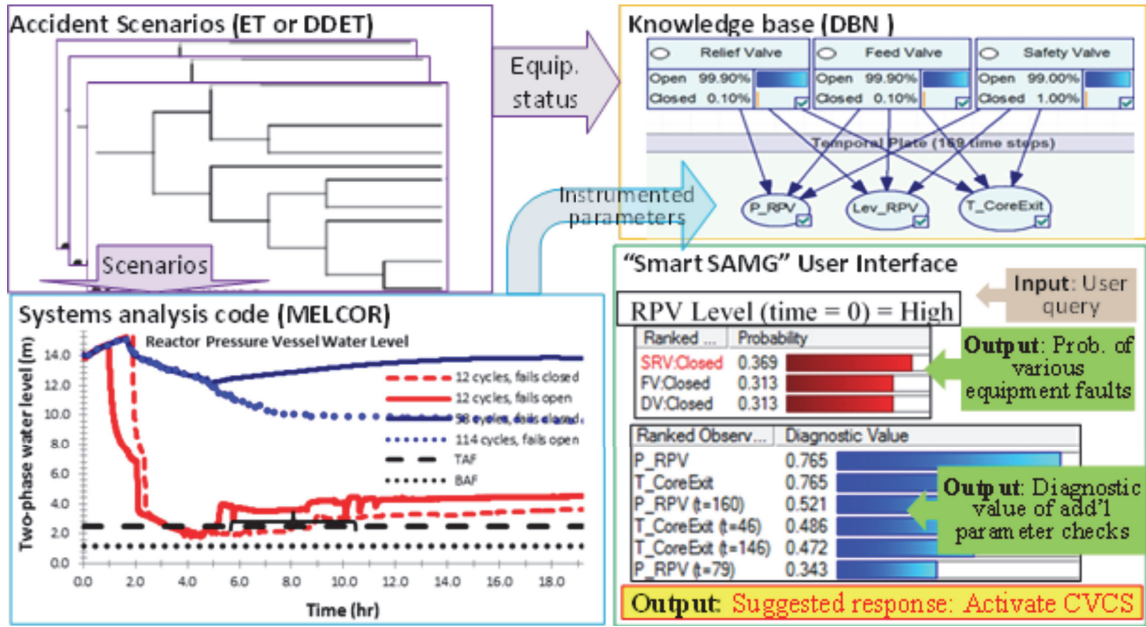 Accident Scenarios (ET or DDET)
Equip.
status
Scenarios
Instrumented
parameters
Knowledge base (DBN )
Relief Valve
Open 99.90%
Closed 0.10%
Feed Valve
Open 99.90%
Closed 0.10%
Safety Valve
Open 99.00%
Closed 1.00%
Temporal Plate (169 time steps)
P_RPV
Lev_RPV
T_CoreExit
Systems analysis code (MELCOR)
Reactor Pressure Vessel Water Level
Two-phase water level (m)
14.0
12.0
10.0
8.0
6.0
4.0
2.0
0.0
12 cycles, fails closed
12 cycles, fails open
58 cycles, fails closed
114 cycles, fails open
TAF
BAF
0.0 2.0 4.0 6.0 8.0 10.0 12.0 14.0 16.0 18.0
Time (hr)
“Smart SAMG” User Interface
Input: User
query
RPV Level (time = 0) = High
Ranked ... Probability
SRV:Closed 0.369
FV:Closed 0.313
DV:Closed 0.313
Output: Prob. of
various
equipment faults
Ranked Observ... Diagnostic Value
P_RPV 0.765
T_CoreExit 0.765
P_RPV (t=160) 0.521
T_CoreExit (t=46) 0.486
T_CoreExit (t=146) 0.472
P_RPV (t=79) 0.343
Output: Diagnostic
value of add'l
parameter checks
Output: Suggested response: Activate CVCS